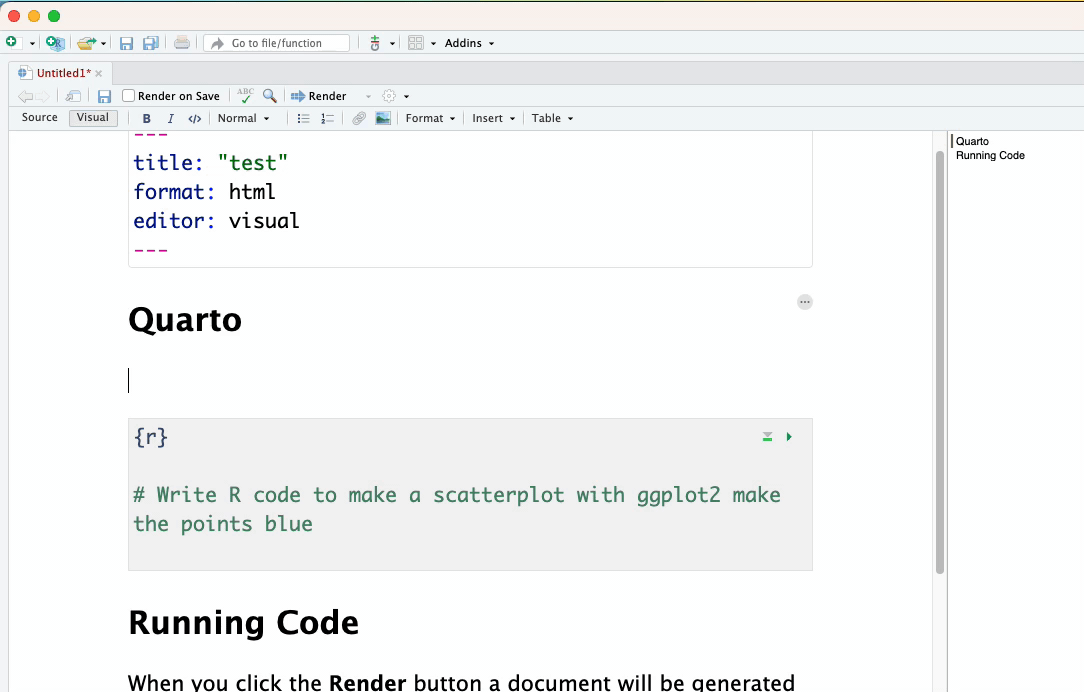 Go to file/function
Addins
Untitled1*
Render on Save
ABC
Render
Source
Visual
B
I
</>
Normal
Format
Insert
Table
---
title: "test"
format: html
editor: visual
---
Quarto
Running Code
Quarto
{r}
# Write R code to make a scatterplot with ggplot2 make
the points blue
Running Code
When you click the Render button a document will be generated